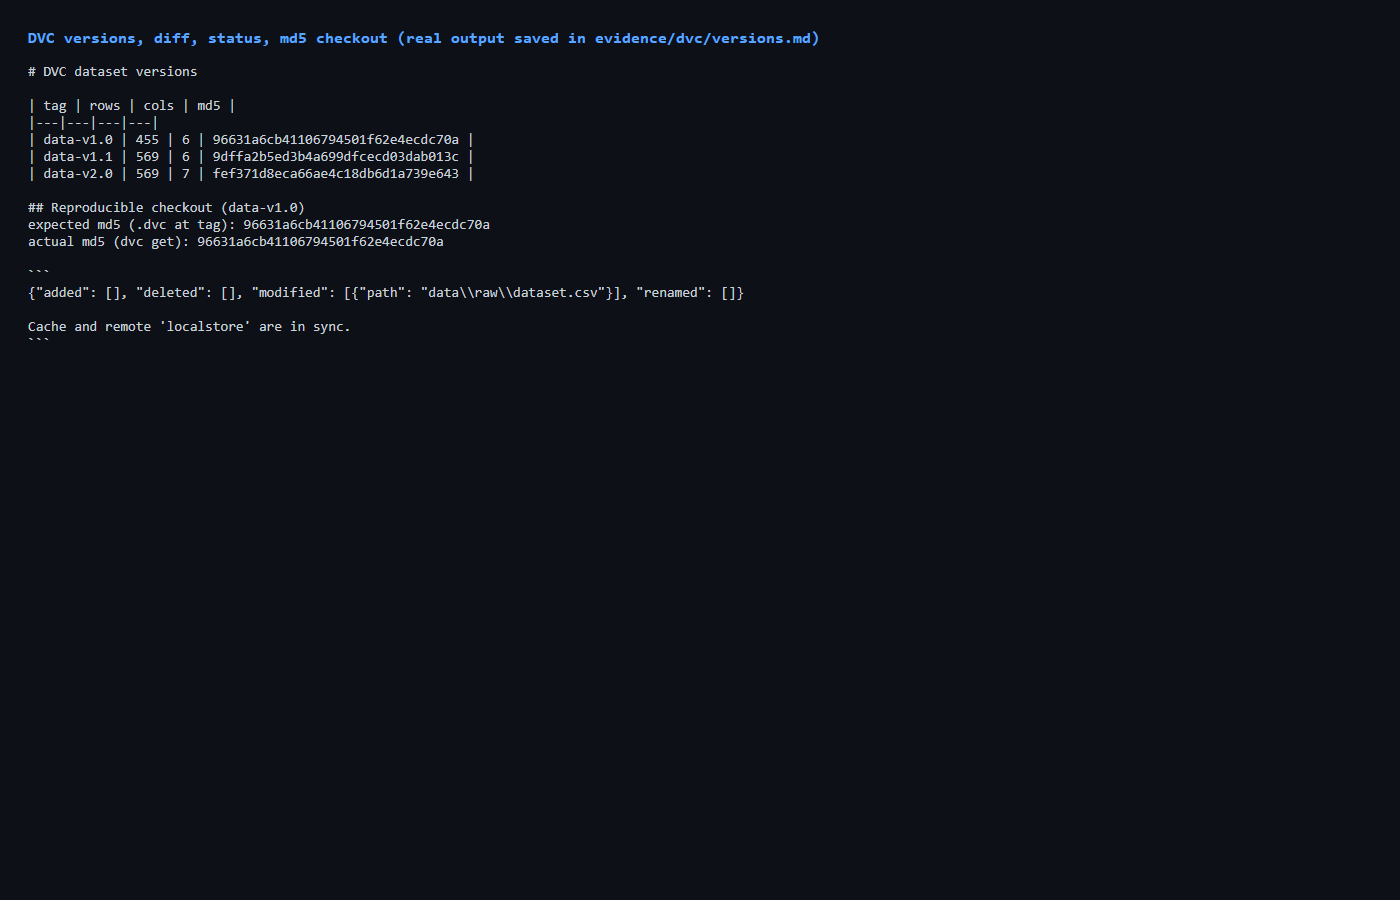 DVC versions, diff, status, md5 checkout (real output saved in evidence/dvc/versions.md)
# DVC dataset versions
| tag | rows | cols | md5 |
|---|---|---|---|
| data-v1.0 | 455 | 6 | 96631a6cb41106794501f62e4ecdc70a |
| data-v1.1 | 569 | 6 | 9dffa2b5ed3b4a699dfcecd03dab013c |
| data-v2.0 | 569 | 7 | fef371d8eca66ae4c18db6d1a739e643 |
## Reproducible checkout (data-v1.0)
expected md5 (.dvc at tag): 96631a6cb41106794501f62e4ecdc70a
actual md5 (dvc get): 96631a6cb41106794501f62e4ecdc70a
```
{"added": [], "deleted": [], "modified": [{"path": "data\\raw\\dataset.csv"}], "renamed": []}
Cache and remote 'localstore' are in sync.
```